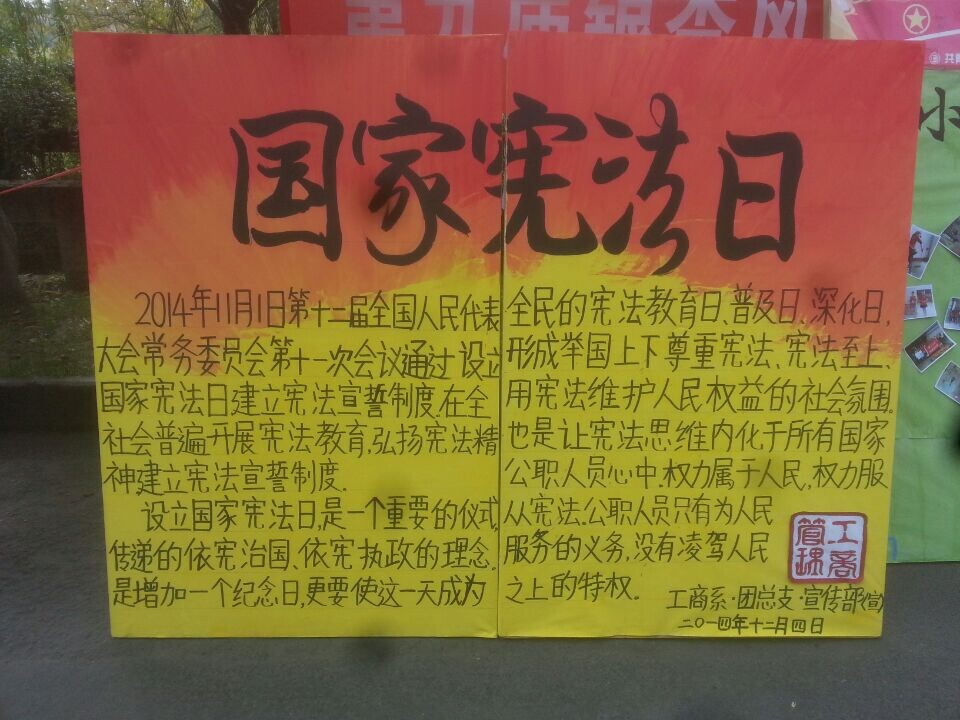 第九届银杏风
国家宪法日
2014年11月1日第十二届全国人民代表
大会常务委员会第十一次会议通过设立
国家宪法日建立宪法宣誓制度.在全
社会普遍开展宪法教育,弘扬宪法精
神建立宪法宣誓制度.
设立国家宪法日,是一个重要的仪式,
传递的依宪治国、依宪执政的理念.
是增加一个纪念日,更要使这一天成为
全民的宪法教育日、普及日、深化日,
形成举国上下尊重宪法、宪法至上、
用宪法维护人民权益的社会氛围.
也是让宪法思维内化于所有国家
公职人员心中.权力属于人民,权力服
从宪法.公职人员只有为人民
服务的义务,没有凌驾人民
之上的特权.
工商
管理
工商系·团总支·宣传部(宣)
二〇一四年十二月四日
小